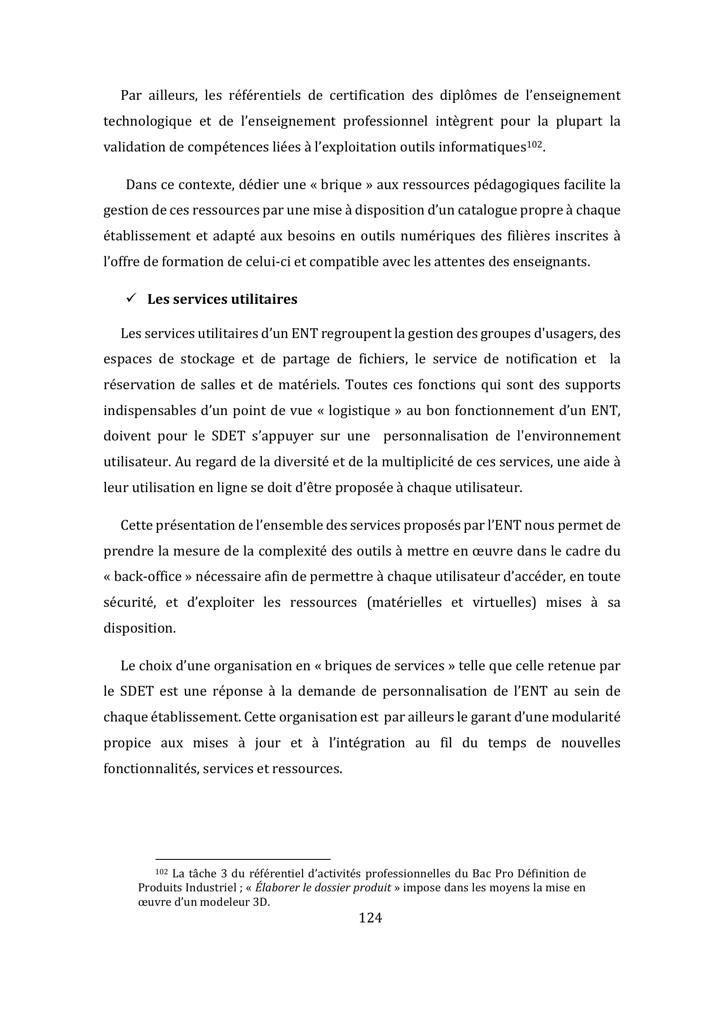 Par ailleurs, les référentiels de certification des diplômes de l’enseignement
technologique et de l’enseignement professionnel intègrent pour la plupart la
validation de compétences liées à l’exploitation outils informatiques102.
Dans ce contexte, dédier une « brique » aux ressources pédagogiques facilite la
gestion de ces ressources par une mise à disposition d’un catalogue propre à chaque
établissement et adapté aux besoins en outils numériques des filières inscrites à
l’offre de formation de celui-ci et compatible avec les attentes des enseignants.
✓ Les services utilitaires
Les services utilitaires d’un ENT regroupent la gestion des groupes d'usagers, des
espaces de stockage et de partage de fichiers, le service de notification et la
réservation de salles et de matériels. Toutes ces fonctions qui sont des supports
indispensables d’un point de vue « logistique » au bon fonctionnement d’un ENT,
doivent pour le SDET s’appuyer sur une personnalisation de l'environnement
utilisateur. Au regard de la diversité et de la multiplicité de ces services, une aide à
leur utilisation en ligne se doit d’être proposée à chaque utilisateur.
Cette présentation de l’ensemble des services proposés par l’ENT nous permet de
prendre la mesure de la complexité des outils à mettre en œuvre dans le cadre du
« back-office » nécessaire afin de permettre à chaque utilisateur d’accéder, en toute
sécurité, et d’exploiter les ressources (matérielles et virtuelles) mises à sa
disposition.
Le choix d’une organisation en « briques de services » telle que celle retenue par
le SDET est une réponse à la demande de personnalisation de l’ENT au sein de
chaque établissement. Cette organisation est par ailleurs le garant d’une modularité
propice aux mises à jour et à l’intégration au fil du temps de nouvelles
fonctionnalités, services et ressources.
102 La tâche 3 du référentiel d’activités professionnelles du Bac Pro Définition de
Produits Industriel ; « Élaborer le dossier produit » impose dans les moyens la mise en
œuvre d’un modeleur 3D.
124